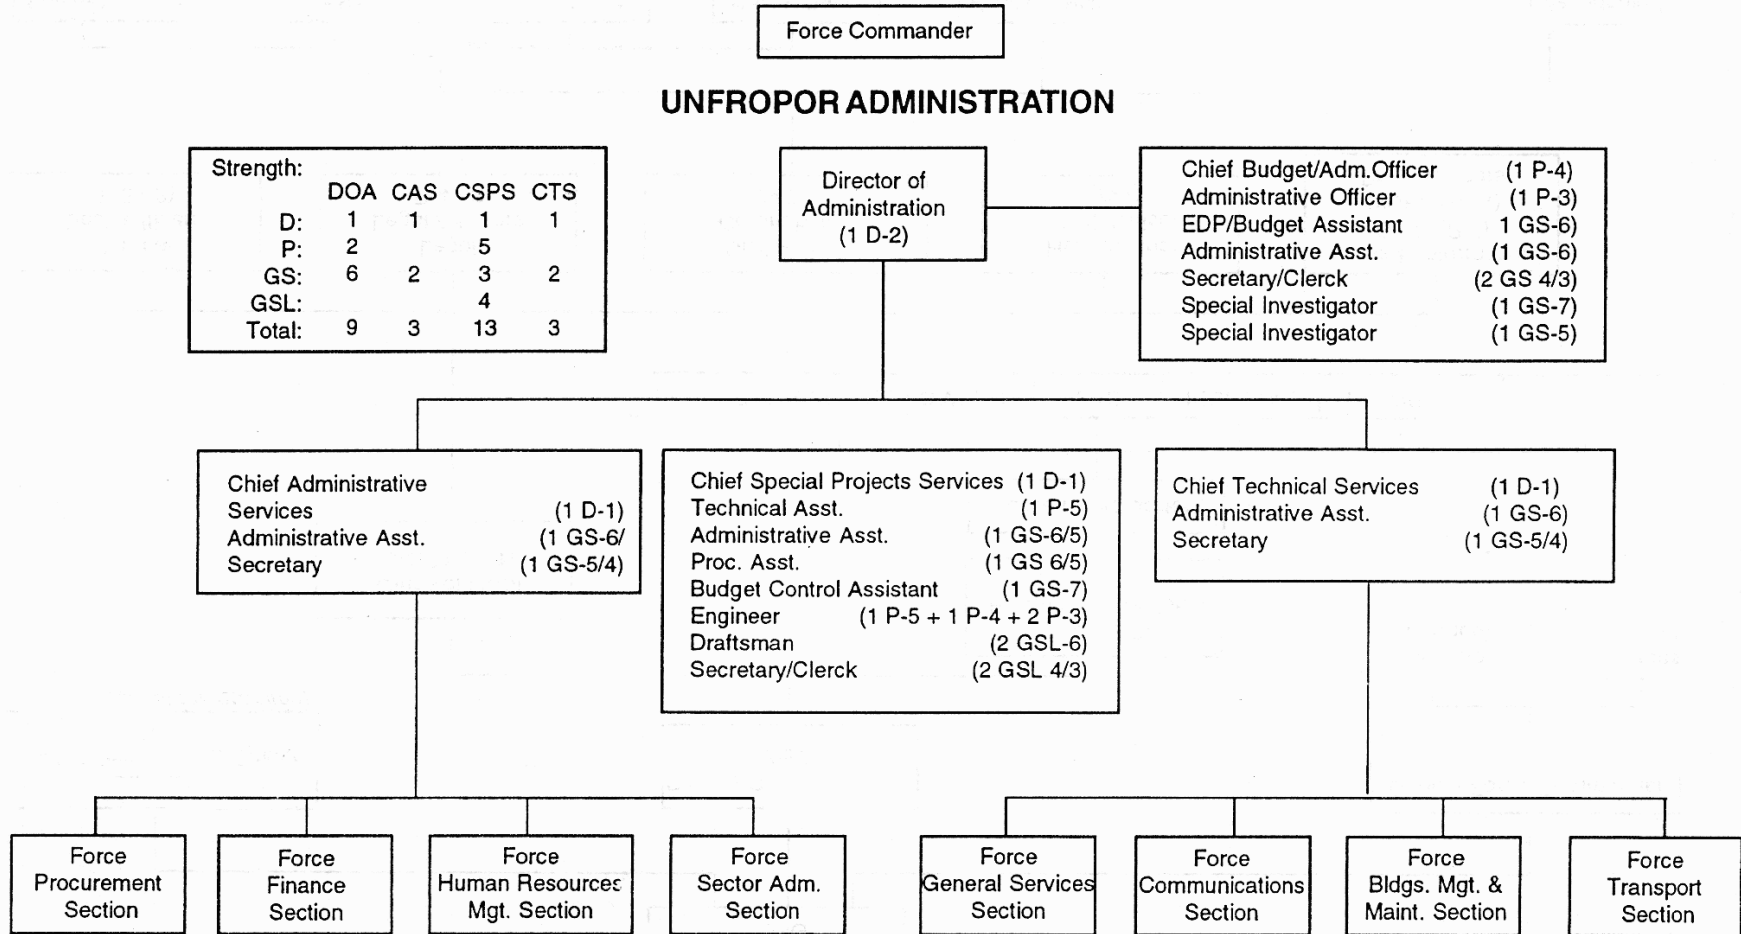 Force Commander
UNFROPOR ADMINISTRATION
Strength:
DOA CAS CSPS CTS
D: 1 1 1 1
P: 2 5
GS: 6 2 3 2
GSL: 4
Total: 9 3 13 3
Director of
Administration
(1 D-2)
Chief Budget/Adm.Officer (1 P-4)
Administrative Officer (1 P-3)
EDP/Budget Assistant 1 GS-6)
Administrative Asst. (1 GS-6)
Secretary/Clerck (2 GS 4/3)
Special Investigator (1 GS-7)
Special Investigator (1 GS-5)
Chief Administrative
Services (1 D-1)
Administrative Asst. (1 GS-6/
Secretary (1 GS-5/4)
Chief Special Projects Services (1 D-1)
Technical Asst. (1 P-5)
Administrative Asst. (1 GS-6/5)
Proc. Asst. (1 GS 6/5)
Budget Control Assistant (1 GS-7)
Engineer (1 P-5 + 1 P-4 + 2 P-3)
Draftsman (2 GSL-6)
Secretary/Clerck (2 GSL 4/3)
Chief Technical Services (1 D-1)
Administrative Asst. (1 GS-6)
Secretary (1 GS-5/4)
Force
Procurement
Section
Force
Finance
Section
Force
Human Resources
Mgt. Section
Force
Sector Adm.
Section
Force
General Services
Section
Force
Communications
Section
Force
Bldgs. Mgt. &
Maint. Section
Force
Transport
Section